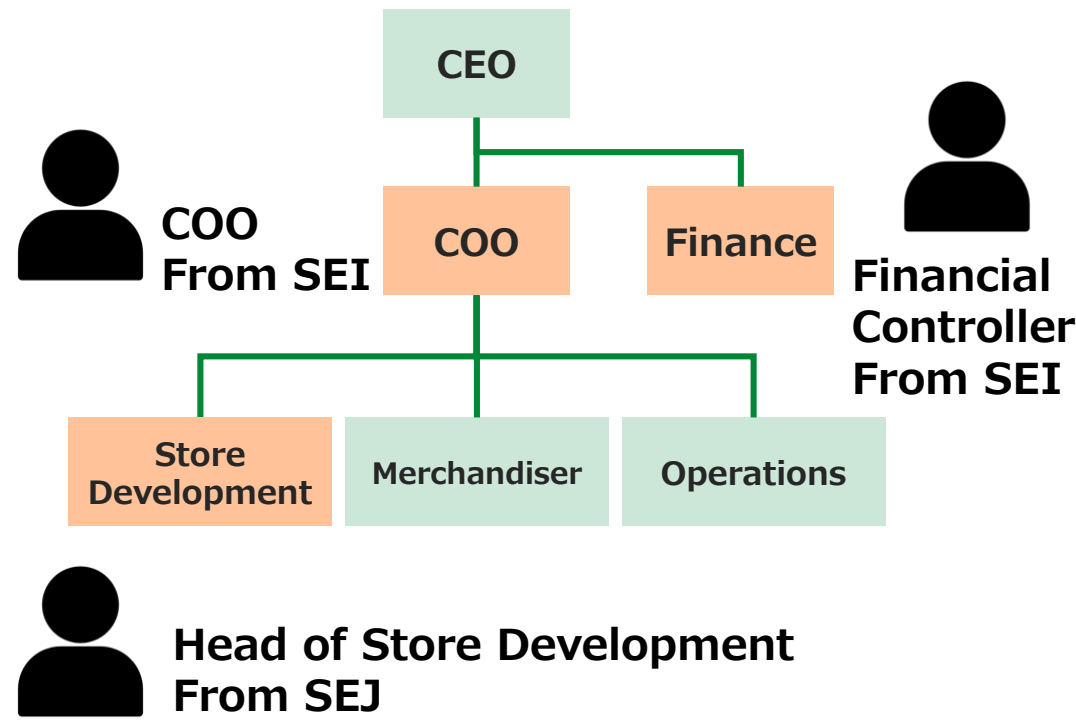 CEO
COO
From SEI
COO
Finance
Financial
Controller
From SEI
Store
Development
Merchandiser
Operations
Head of Store Development
From SEJ